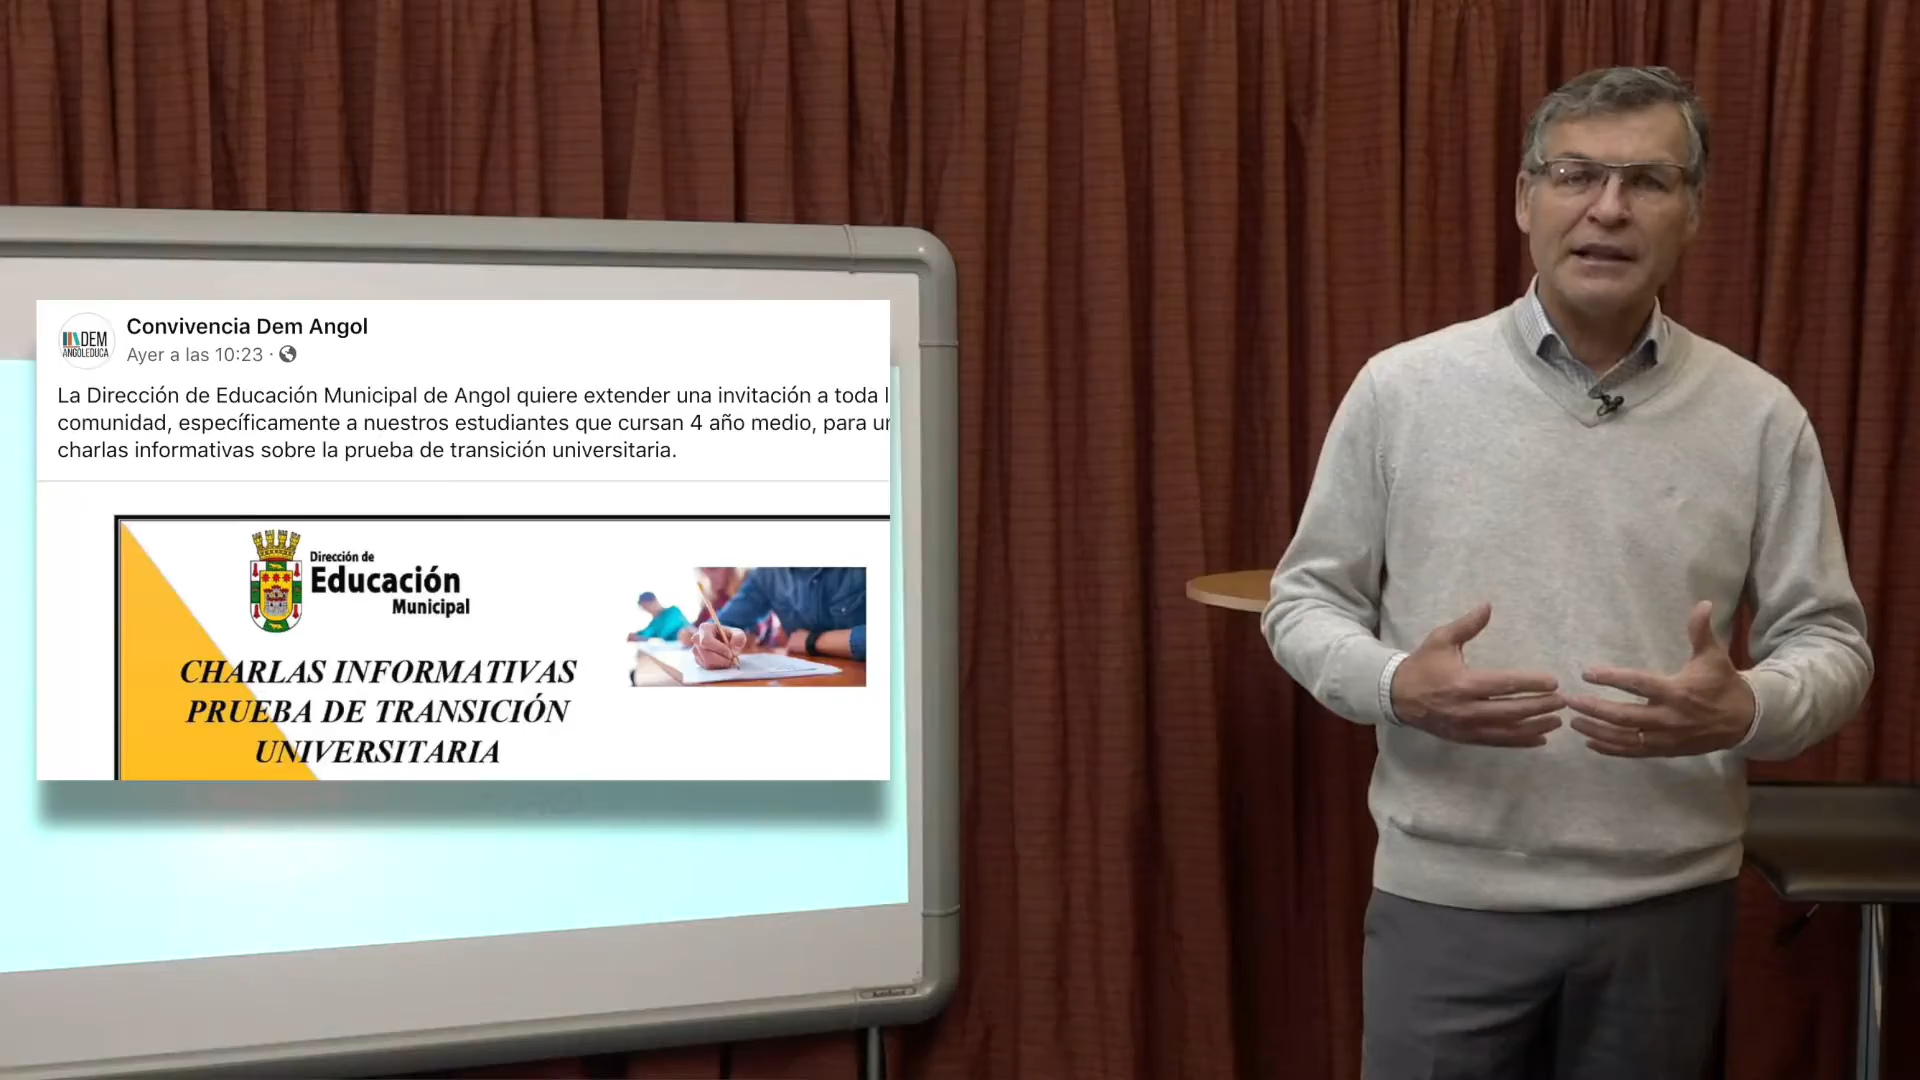 Convivencia Dem Angol
Ayer a las 10:23 ·
La Dirección de Educación Municipal de Angol quiere extender una invitación a toda l
comunidad, específicamente a nuestros estudiantes que cursan 4 año medio, para ur
charlas informativas sobre la prueba de transición universitaria.
DEM
ANGOLEDUCA
Dirección de
Educación
Municipal
CHARLAS INFORMATIVAS
PRUEBA DE TRANSICIÓN
UNIVERSITARIA